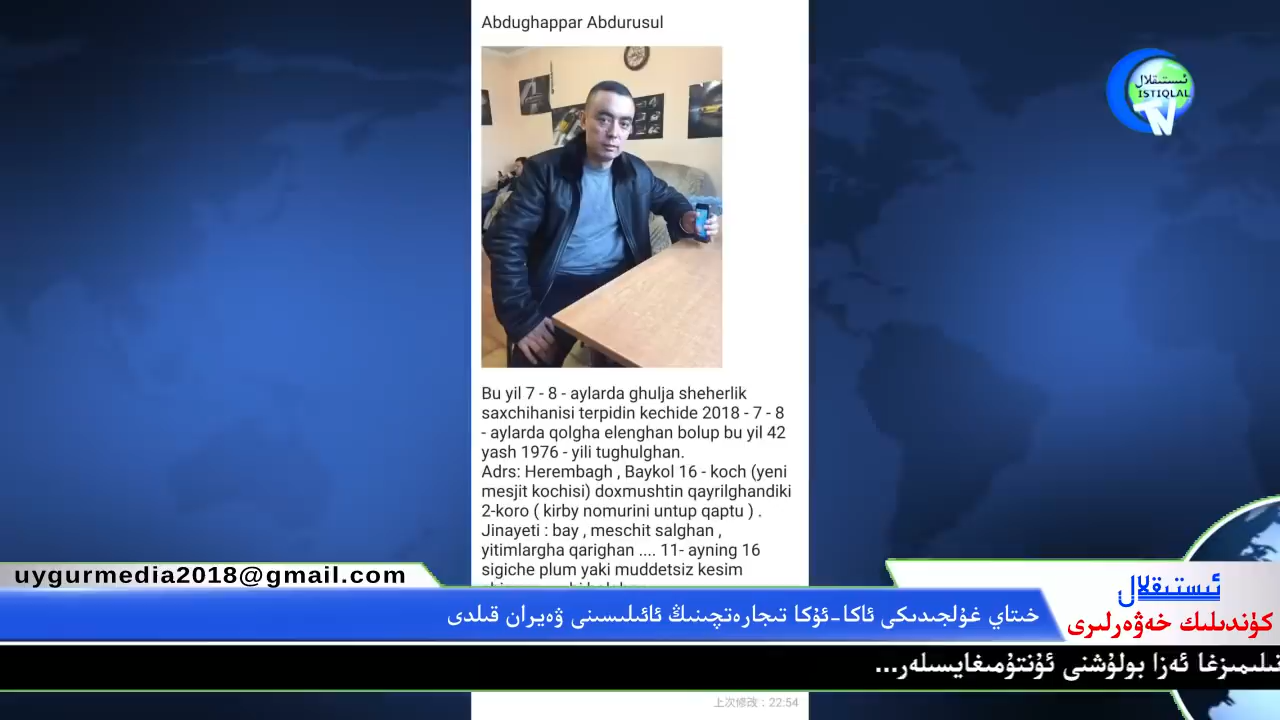 Abdughappar Abdurusul
ئىستىقلال
ISTIQLAL
TV
Bu yil 7 - 8 - aylarda ghulja sheherlik
saxchihanisi terpidin kechide 2018 - 7 - 8
- aylarda qolgha elenghan bolup bu yil 42
yash 1976 - yili tughulghan.
Adrs: Herembagh , Baykol 16 - koch (yeni
mesjit kochisi) doxmushtin qayrilghandiki
2-koro ( kirby nomurini untup qaptu ) .
Jinayeti : bay , meschit salghan ,
yitimlargha qarighan .... 11- ayning 16
sigiche plum yaki muddetsiz kesim
uygurmedia2018@gmail.com
ئىستىقلال
كۈندىلىك خەۋەرلىرى
خىتاي غۇلجىدىكى ئاكا-ئۇكا تىجارەتچىنىڭ ئائىلىسىنى ۋەيران قىلدى
ئەزا بولۇشنى ئۇنتۇمىغايسىلەر...
上次修改：22:54